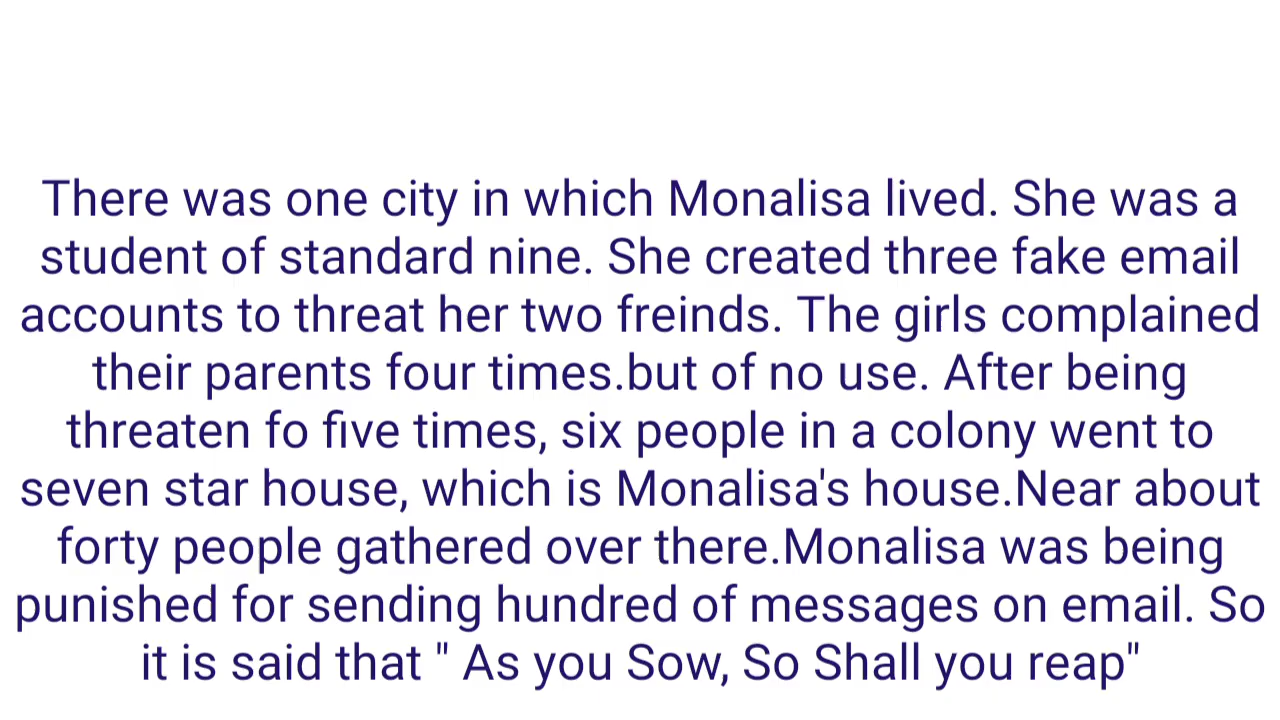 There was one city in which Monalisa lived. She was a
student of standard nine. She created three fake email
accounts to threat her two freinds. The girls complained
their parents four times.but of no use. After being
threaten fo five times, six people in a colony went to
seven star house, which is Monalisa's house.Near about
forty people gathered over there.Monalisa was being
punished for sending hundred of messages on email. So
it is said that " As you Sow, So Shall you reap"